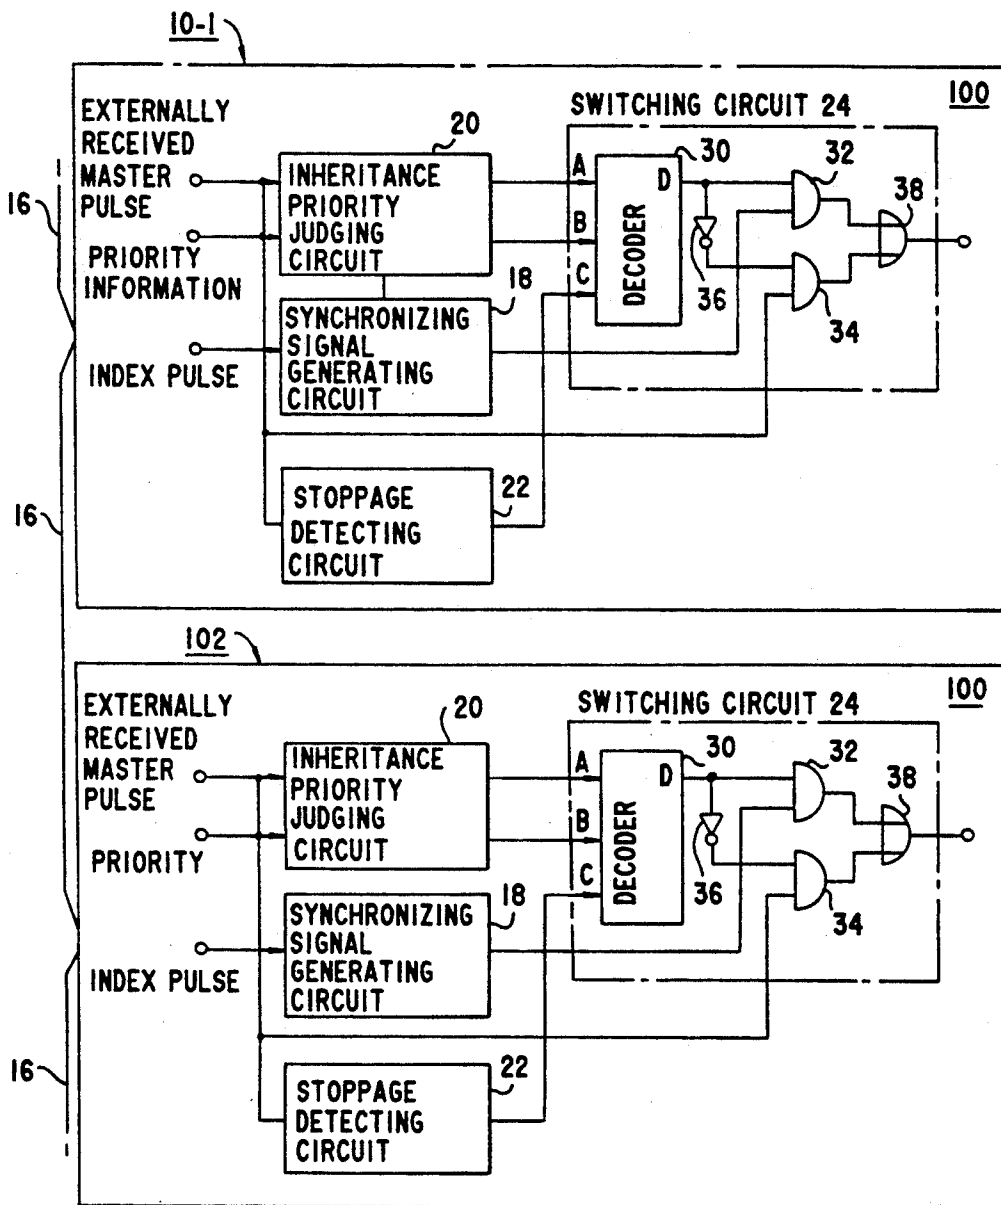 10-1
100
SWITCHING CIRCUIT 24
EXTERNALLY
RECEIVED
MASTER
PULSE
20
INHERITANCE
PRIORITY
JUDGING
CIRCUIT
A
B
C
DECODER
D
30
32
38
36
34
16
PRIORITY
INFORMATION
18
SYNCHRONIZING
SIGNAL
GENERATING
CIRCUIT
INDEX PULSE
16
22
STOPPAGE
DETECTING
CIRCUIT
102
100
SWITCHING CIRCUIT 24
EXTERNALLY
RECEIVED
MASTER
PULSE
20
INHERITANCE
PRIORITY
JUDGING
CIRCUIT
A
B
C
DECODER
D
30
32
38
36
34
PRIORITY
18
SYNCHRONIZING
SIGNAL
GENERATING
CIRCUIT
INDEX PULSE
16
22
STOPPAGE
DETECTING
CIRCUIT